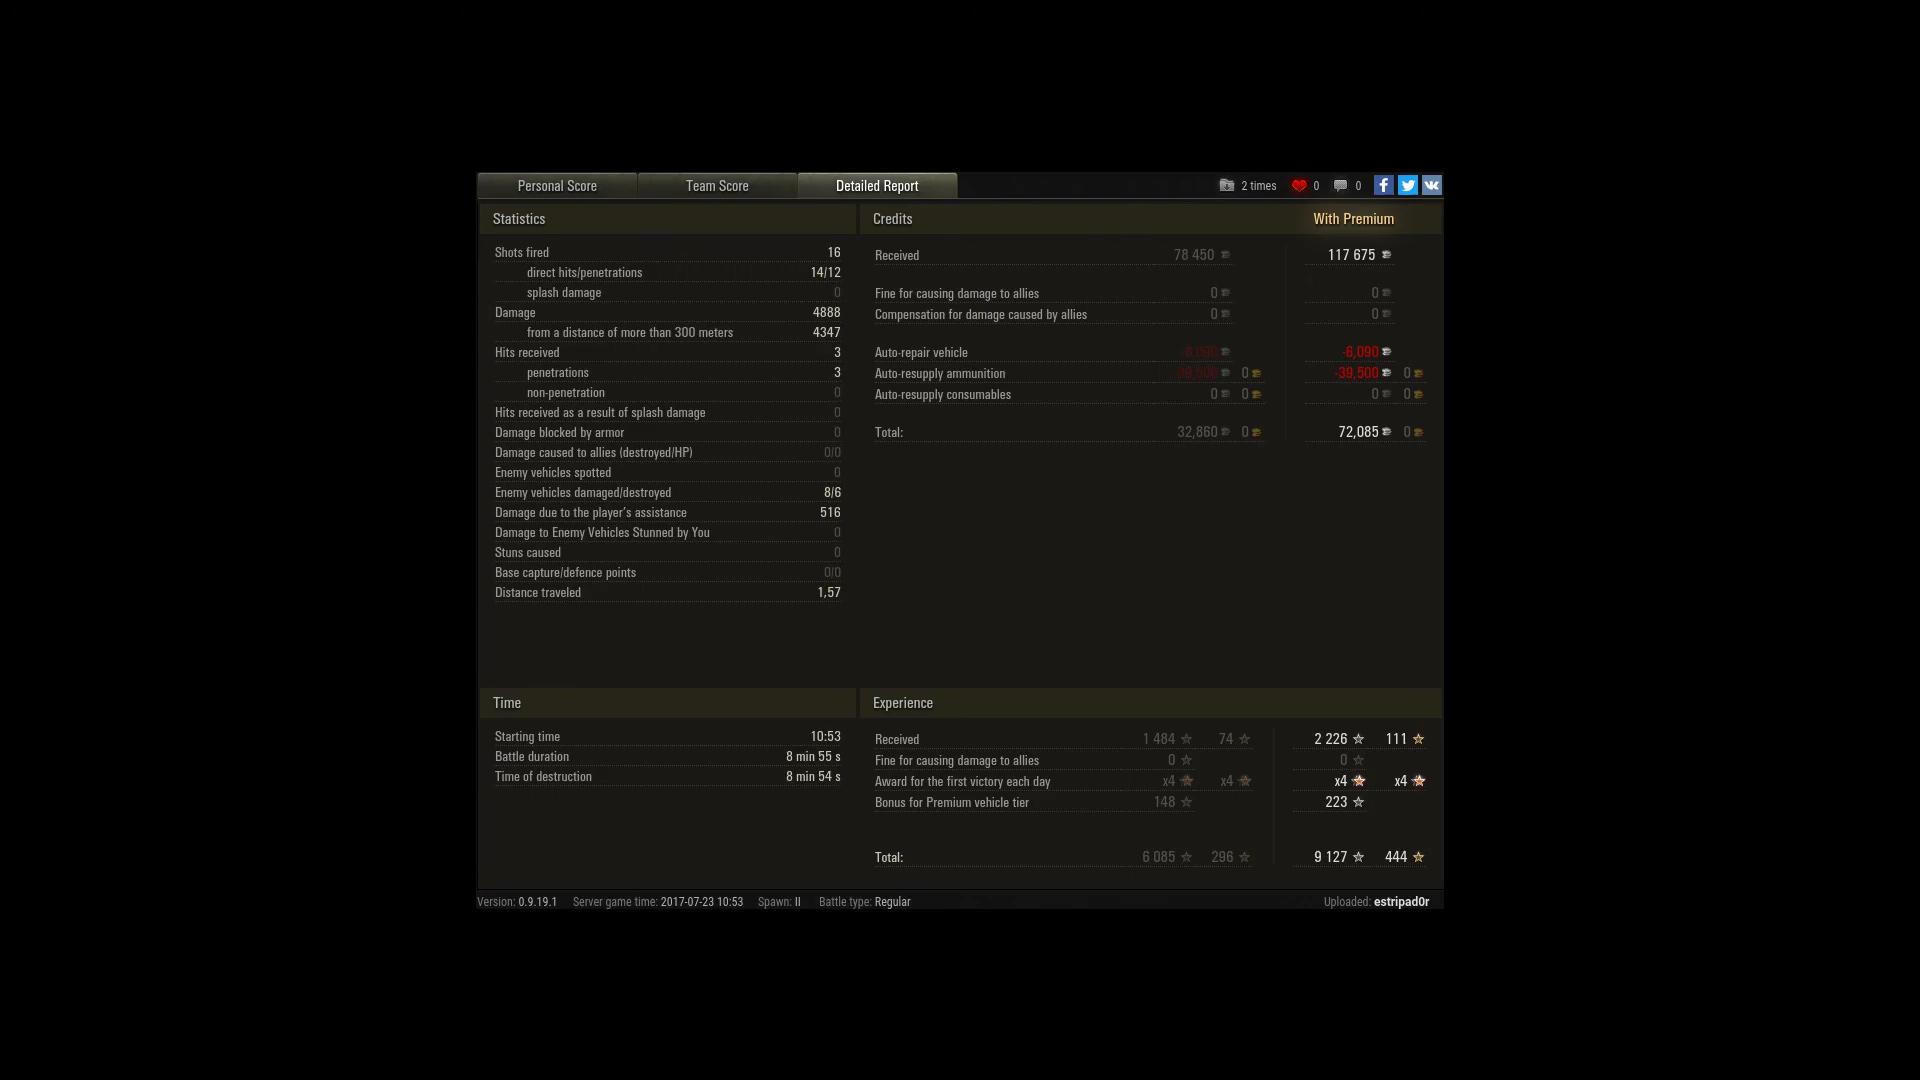 Personal Score Team Score Detailed Report 2 times 0 0
Statistics
Shots fired 16
direct hits/penetrations 14/12
splash damage 0
Damage 4888
from a distance of more than 300 meters 4347
Hits received 3
penetrations 3
non-penetration 0
Hits received as a result of splash damage 0
Damage blocked by armor 0
Damage caused to allies (destroyed/HP) 0/0
Enemy vehicles spotted 0
Enemy vehicles damaged/destroyed 8/6
Damage due to the player's assistance 516
Damage to Enemy Vehicles Stunned by You 0
Stuns caused 0
Base capture/defence points 0/0
Distance traveled 1,57
Credits With Premium
Received 78 450 117 675
Fine for causing damage to allies 0 0
Compensation for damage caused by allies 0 0
Auto-repair vehicle -6,090 -6,090
Auto-resupply ammunition -39,500 0 -39,500 0
Auto-resupply consumables 0 0 0 0
Total: 32,860 0 72,085 0
Time
Starting time 10:53
Battle duration 8 min 55 s
Time of destruction 8 min 54 s
Experience
Received 1 484 74 2 226 111
Fine for causing damage to allies 0 0
Award for the first victory each day x4 x4 x4 x4
Bonus for Premium vehicle tier 148 223
Total: 6 085 296 9 127 444
Version: 0.9.19.1 Server game time: 2017-07-23 10:53 Spawn: II Battle type: Regular Uploaded: estripad0r